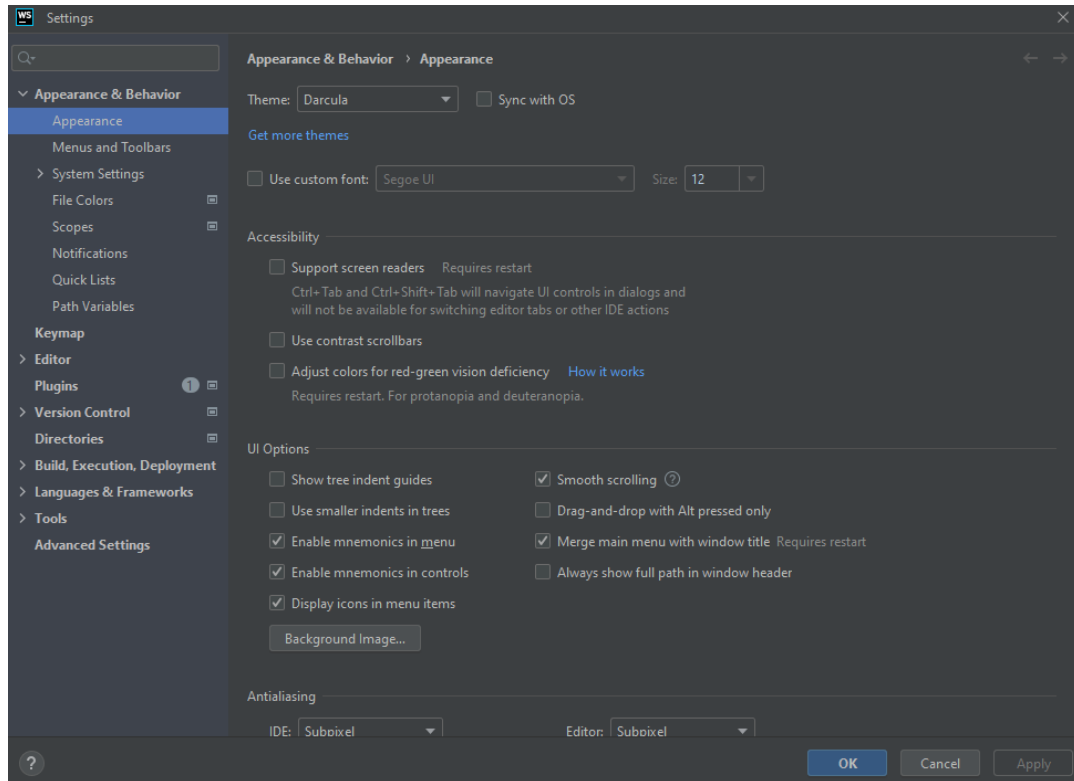 WS Settings
Appearance & Behavior › Appearance
Appearance & Behavior
Appearance
Menus and Toolbars
System Settings
File Colors
Scopes
Notifications
Quick Lists
Path Variables
Keymap
Editor
Plugins 1
Version Control
Directories
Build, Execution, Deployment
Languages & Frameworks
Tools
Advanced Settings
Theme: Darcula Sync with OS
Get more themes
Use custom font: Segoe UI Size: 12
Accessibility
Support screen readers Requires restart
Ctrl+Tab and Ctrl+Shift+Tab will navigate UI controls in dialogs and
will not be available for switching editor tabs or other IDE actions
Use contrast scrollbars
Adjust colors for red-green vision deficiency How it works
Requires restart. For protanopia and deuteranopia.
UI Options
Show tree indent guides Smooth scrolling ?
Use smaller indents in trees Drag-and-drop with Alt pressed only
Enable mnemonics in menu Merge main menu with window title Requires restart
Enable mnemonics in controls Always show full path in window header
Display icons in menu items
Background Image...
Antialiasing
IDE: Subpixel Editor: Subpixel
? OK Cancel Apply